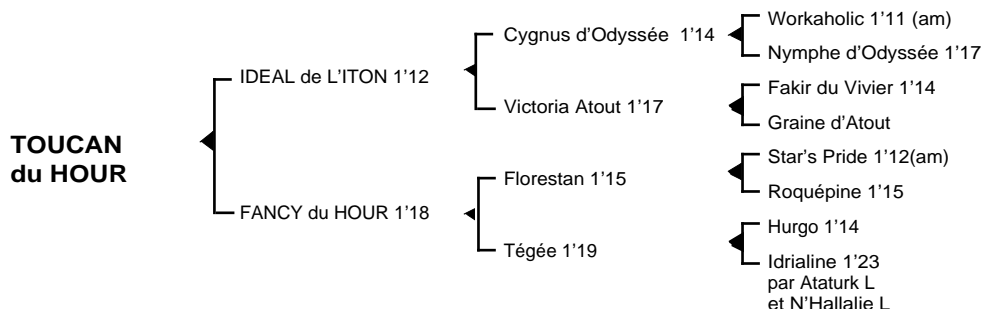 TOUCAN
du HOUR
IDEAL de L'ITON 1'12
FANCY du HOUR 1'18
Cygnus d'Odyssée 1'14
Victoria Atout 1'17
Florestan 1'15
Tégée 1'19
Workaholic 1'11 (am)
Nymphe d'Odyssée 1'17
Fakir du Vivier 1'14
Graine d'Atout
Star's Pride 1'12(am)
Roquépine 1'15
Hurgo 1'14
Idrialine 1'23
par Ataturk L
et N'Hallalie L